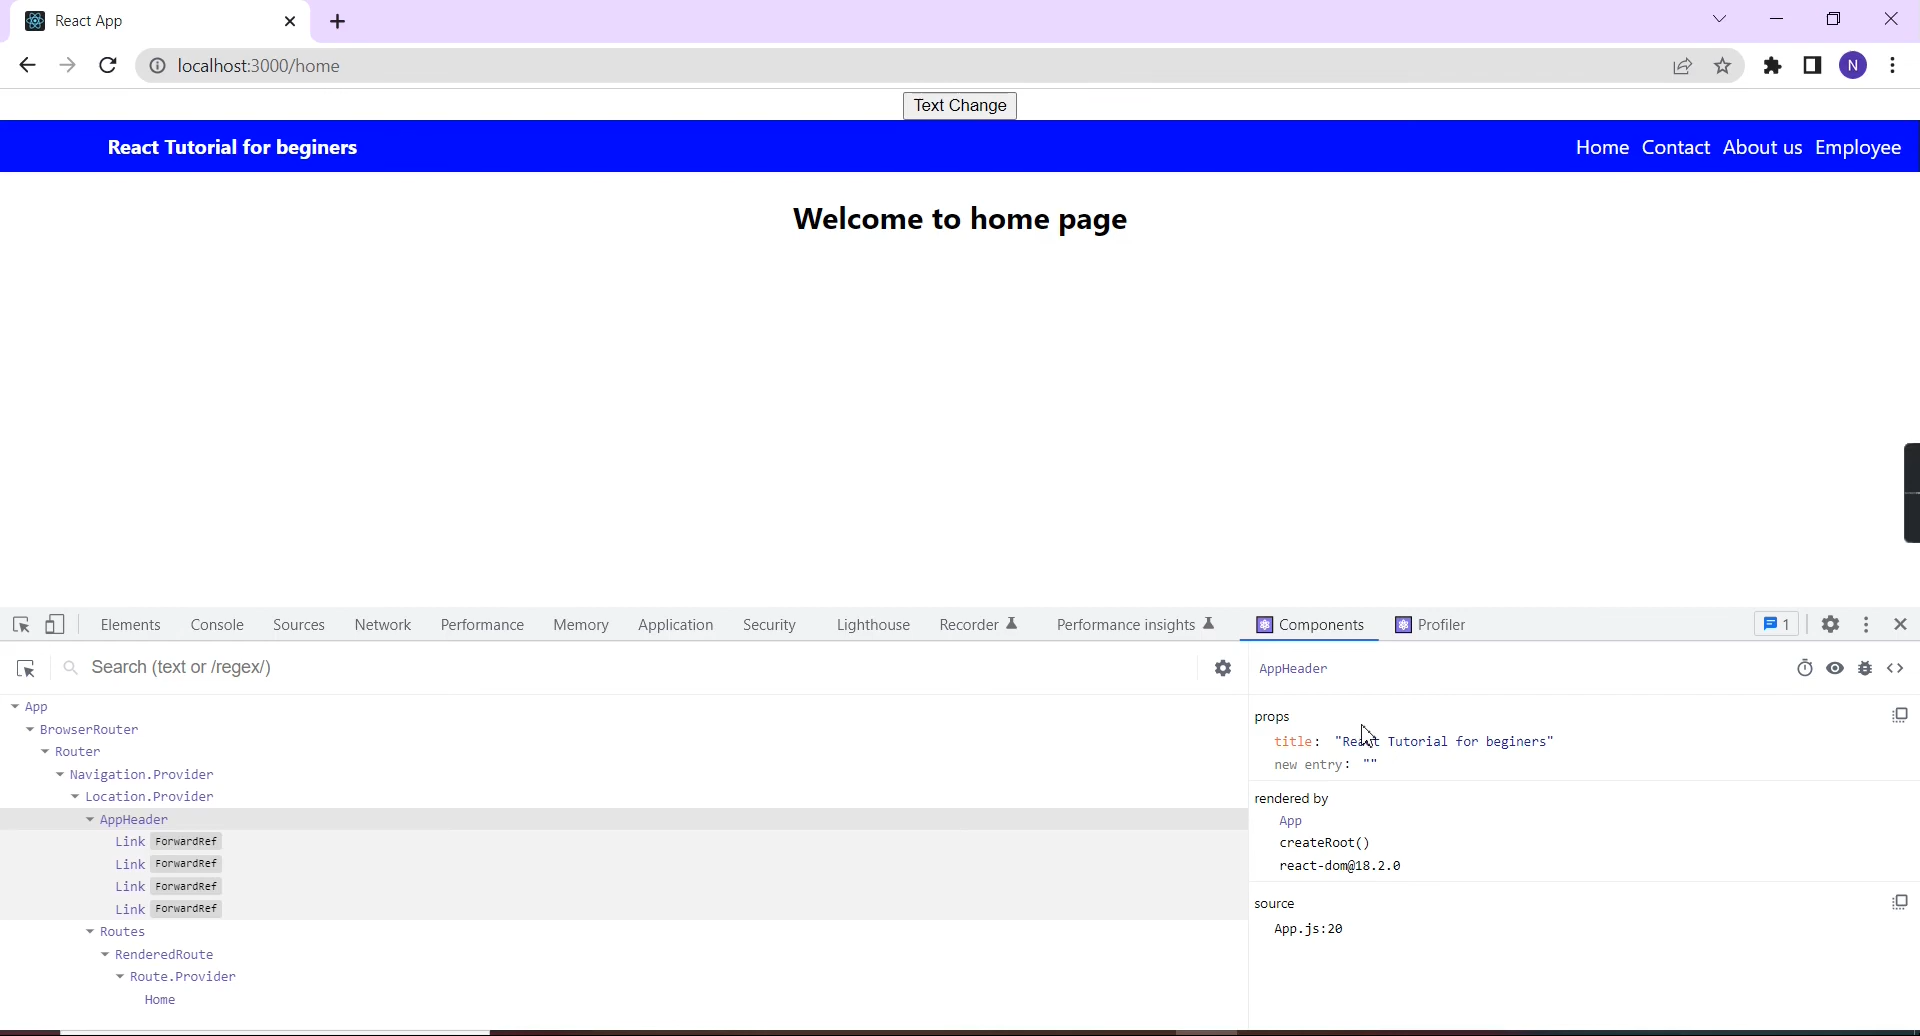 React App
localhost:3000/home
N
Text Change
React Tutorial for beginers
Home Contact About us Employee
Welcome to home page
Elements Console Sources Network Performance Memory Application Security Lighthouse Recorder Performance insights Components Profiler 1
Search (text or /regex/)
AppHeader
App
BrowserRouter
Router
Navigation.Provider
Location.Provider
AppHeader
Link ForwardRef
Link ForwardRef
Link ForwardRef
Link ForwardRef
Routes
RenderedRoute
Route.Provider
Home
props
title: "React Tutorial for beginers"
new entry: ""
rendered by
App
createRoot()
react-dom@18.2.0
source
App.js:20